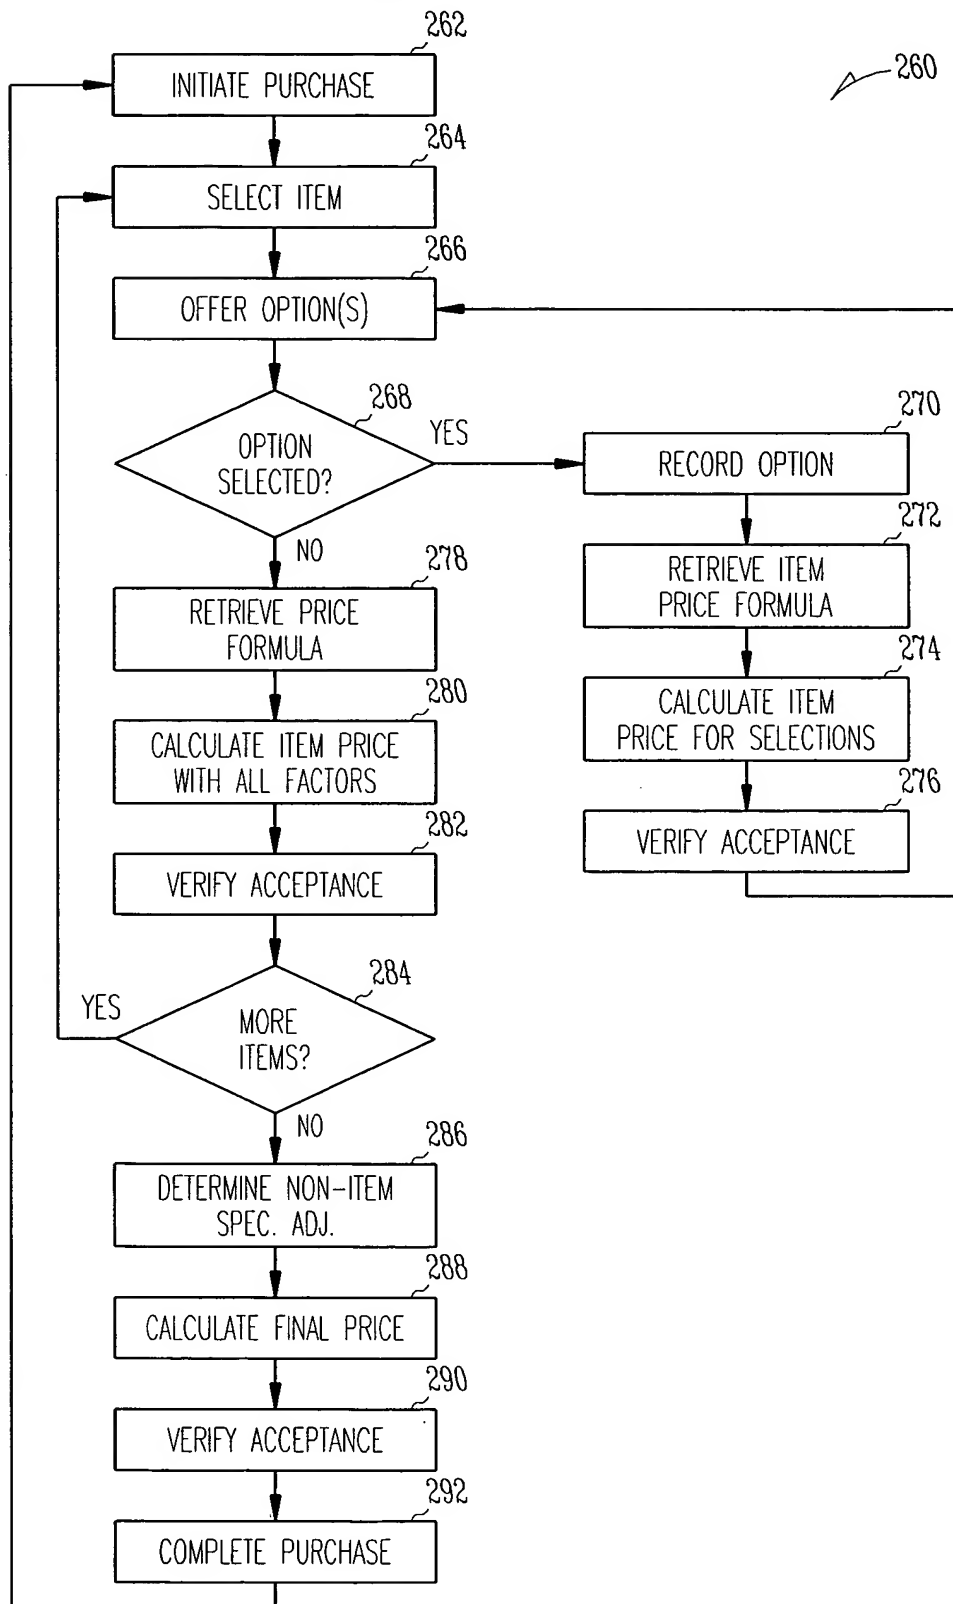 262
INITIATE PURCHASE
260
264
SELECT ITEM
266
OFFER OPTION(S)
268
OPTION
SELECTED?
YES
270
RECORD OPTION
272
RETRIEVE ITEM
PRICE FORMULA
274
CALCULATE ITEM
PRICE FOR SELECTIONS
276
VERIFY ACCEPTANCE
NO
278
RETRIEVE PRICE
FORMULA
280
CALCULATE ITEM PRICE
WITH ALL FACTORS
282
VERIFY ACCEPTANCE
284
YES
MORE
ITEMS?
NO
286
DETERMINE NON-ITEM
SPEC. ADJ.
288
CALCULATE FINAL PRICE
290
VERIFY ACCEPTANCE
292
COMPLETE PURCHASE